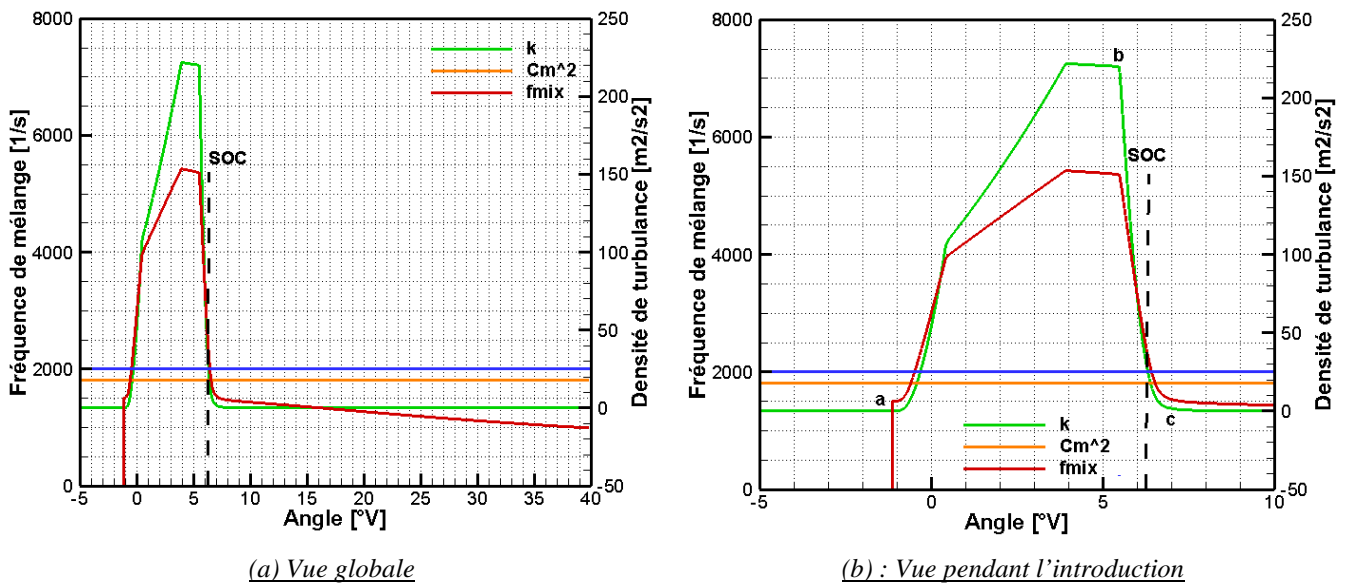 8000
6000
4000
2000
0
Fréquence de mélange [1/s]
250
200
150
100
50
0
-50
Densité de turbulance [m2/s2]
k
Cm^2
fmix
SOC
-5
0
5
10
15
20
25
30
35
40
Angle [°V]
(a) Vue globale
8000
6000
4000
2000
0
Fréquence de mélange [1/s]
250
200
150
100
50
0
-50
Densité de turbulance [m2/s2]
b
SOC
a
c
k
Cm^2
fmix
-5
0
5
10
Angle [°V]
(b) : Vue pendant l'introduction